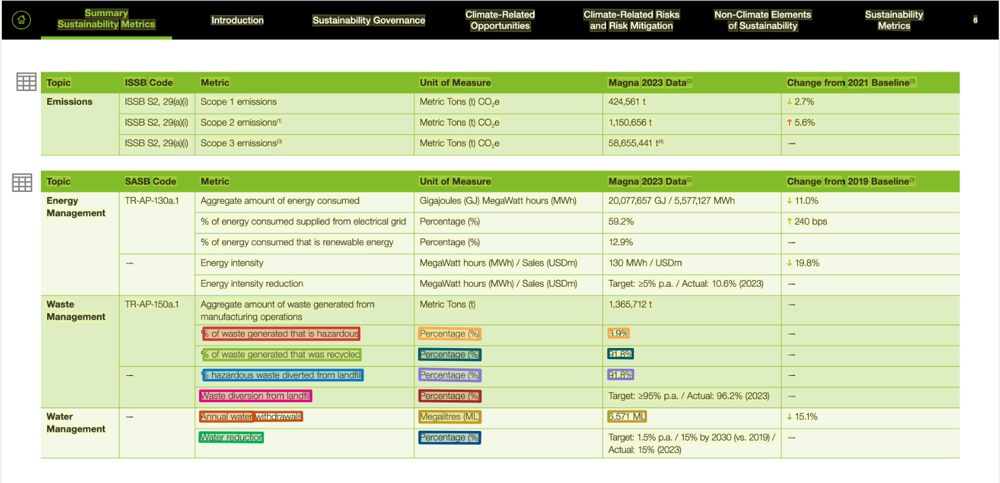 Summary
Sustainability Metrics
Introduction
Sustainability Governance
Climate-Related
Opportunities
Climate-Related Risks
and Risk Mitigation
Non-Climate Elements
of Sustainability
Sustainability
Metrics
6
Topic ISSB Code Metric Unit of Measure Magna 2023 Data(2) Change from 2021 Baseline(3)
Emissions ISSB S2, 29(a)(i) Scope 1 emissions Metric Tons (t) CO2e 424,561 t ↓ 2.7%
ISSB S2, 29(a)(i) Scope 2 emissions(1) Metric Tons (t) CO2e 1,150,656 t ↑ 5.6%
ISSB S2, 29(a)(i) Scope 3 emissions(3) Metric Tons (t) CO2e 58,655,441 t(4) —
Topic SASB Code Metric Unit of Measure Magna 2023 Data(2) Change from 2019 Baseline(3)
Energy
Management
TR-AP-130a.1 Aggregate amount of energy consumed Gigajoules (GJ) MegaWatt hours (MWh) 20,077,657 GJ / 5,577,127 MWh ↓ 11.0%
% of energy consumed supplied from electrical grid Percentage (%) 59.2% ↑ 240 bps
% of energy consumed that is renewable energy Percentage (%) 12.9% —
— Energy intensity MegaWatt hours (MWh) / Sales (USDm) 130 MWh / USDm ↓ 19.8%
Energy intensity reduction MegaWatt hours (MWh) / Sales (USDm) Target: ≥5% p.a. / Actual: 10.6% (2023) —
Waste
Management
TR-AP-150a.1 Aggregate amount of waste generated from
manufacturing operations
Metric Tons (t) 1,365,712 t —
% of waste generated that is hazardous Percentage (%) 3.9% —
% of waste generated that was recycled Percentage (%) 91.8% —
— % hazardous waste diverted from landfill Percentage (%) 91.8% —
Waste diversion from landfill Percentage (%) Target: ≥95% p.a. / Actual: 96.2% (2023) —
Water
Management
— Annual water withdrawals Megalitres (ML) 6,571 ML ↓ 15.1%
Water reduction Percentage (%) Target: 1.5% p.a. / 15% by 2030 (vs. 2019) /
Actual: 15% (2023)
—